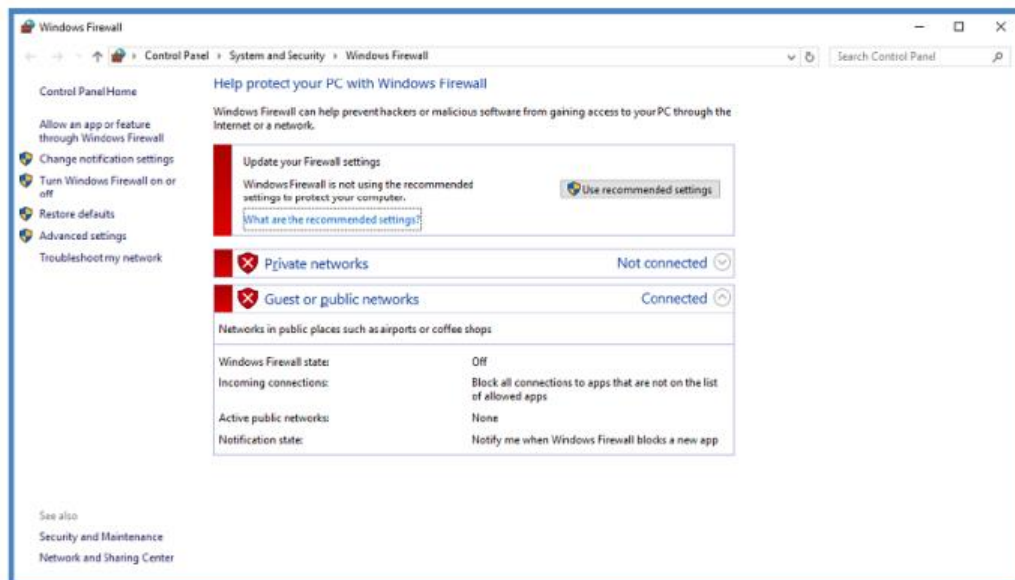 Windows Firewall
Control Panel › System and Security › Windows Firewall
Search Control Panel
Control Panel Home
Allow an app or feature
through Windows Firewall
Change notification settings
Turn Windows Firewall on or
off
Restore defaults
Advanced settings
Troubleshoot my network
Help protect your PC with Windows Firewall
Windows Firewall can help prevent hackers or malicious software from gaining access to your PC through the
Internet or a network.
Update your Firewall settings
Windows Firewall is not using the recommended
settings to protect your computer.
What are the recommended settings?
Use recommended settings
Private networks Not connected
Guest or public networks Connected
Networks in public places such as airports or coffee shops
Windows Firewall state: Off
Incoming connections: Block all connections to apps that are not on the list
of allowed apps
Active public networks: None
Notification state: Notify me when Windows Firewall blocks a new app
See also
Security and Maintenance
Network and Sharing Center